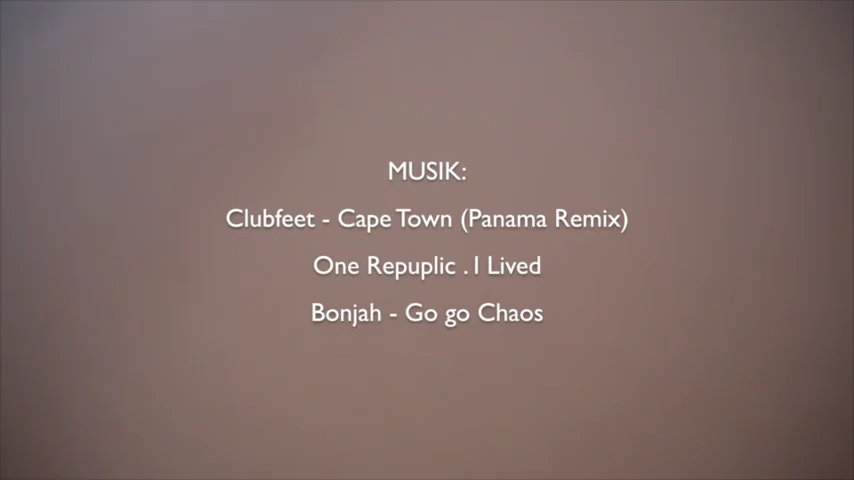 MUSIK:
Clubfeet - Cape Town (Panama Remix)
One Repuplic . I Lived
Bonjah - Go go Chaos